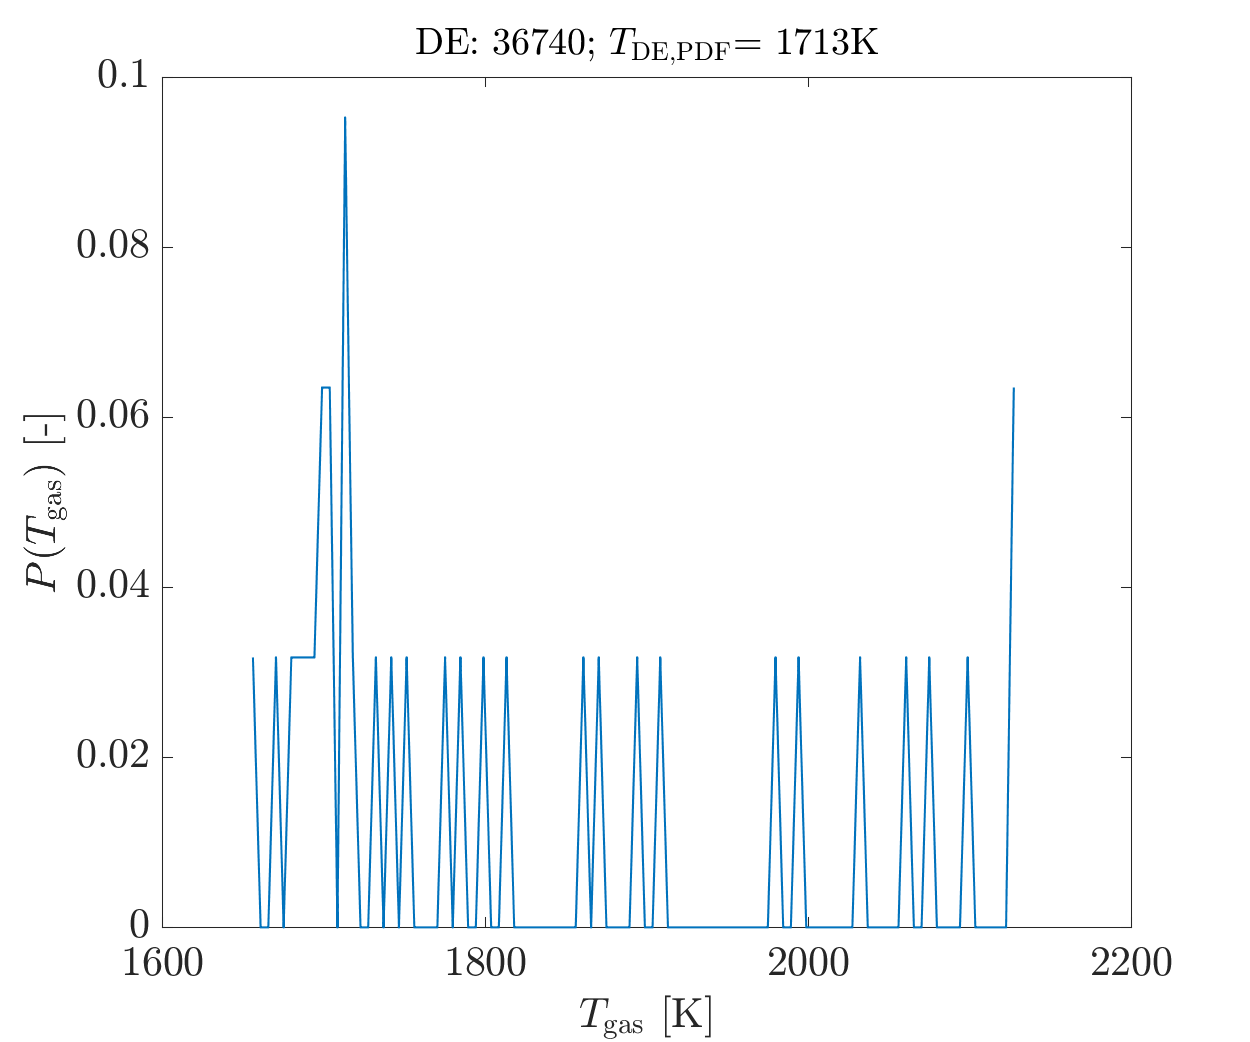 DE: 36740; T_DE,PDF= 1713K
0.1
0.08
0.06
0.04
0.02
0
P(T_gas) [-]
1600 1800 2000 2200
T_gas [K]